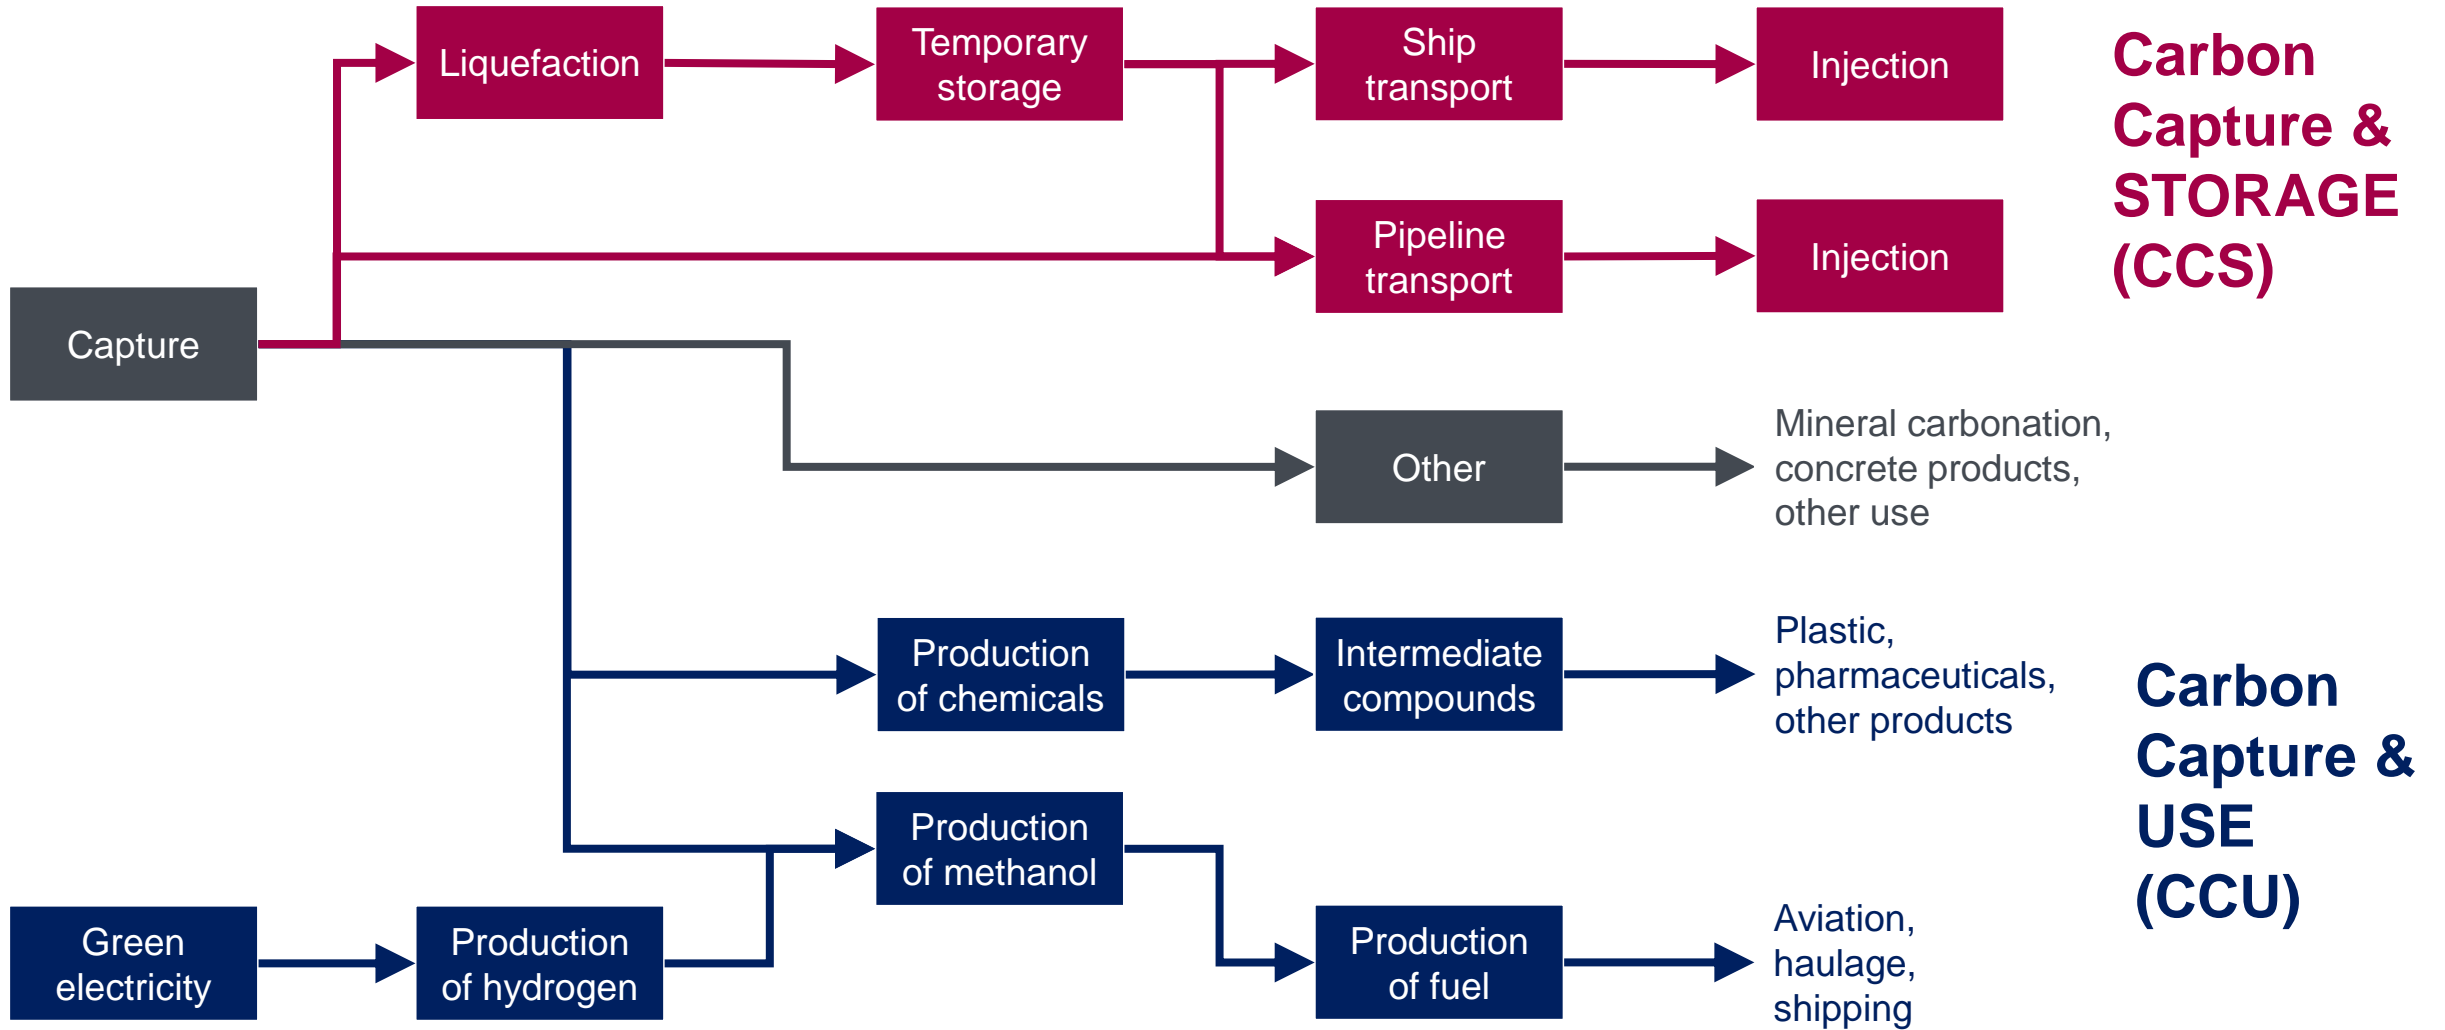 Liquefaction
Temporary
storage
Ship
transport
Injection
Carbon
Capture &
STORAGE
(CCS)
Pipeline
transport
Injection
Capture
Other
Mineral carbonation,
concrete products,
other use
Production
of chemicals
Intermediate
compounds
Plastic,
pharmaceuticals,
other products
Carbon
Capture &
USE
(CCU)
Production
of methanol
Green
electricity
Production
of hydrogen
Production
of fuel
Aviation,
haulage,
shipping